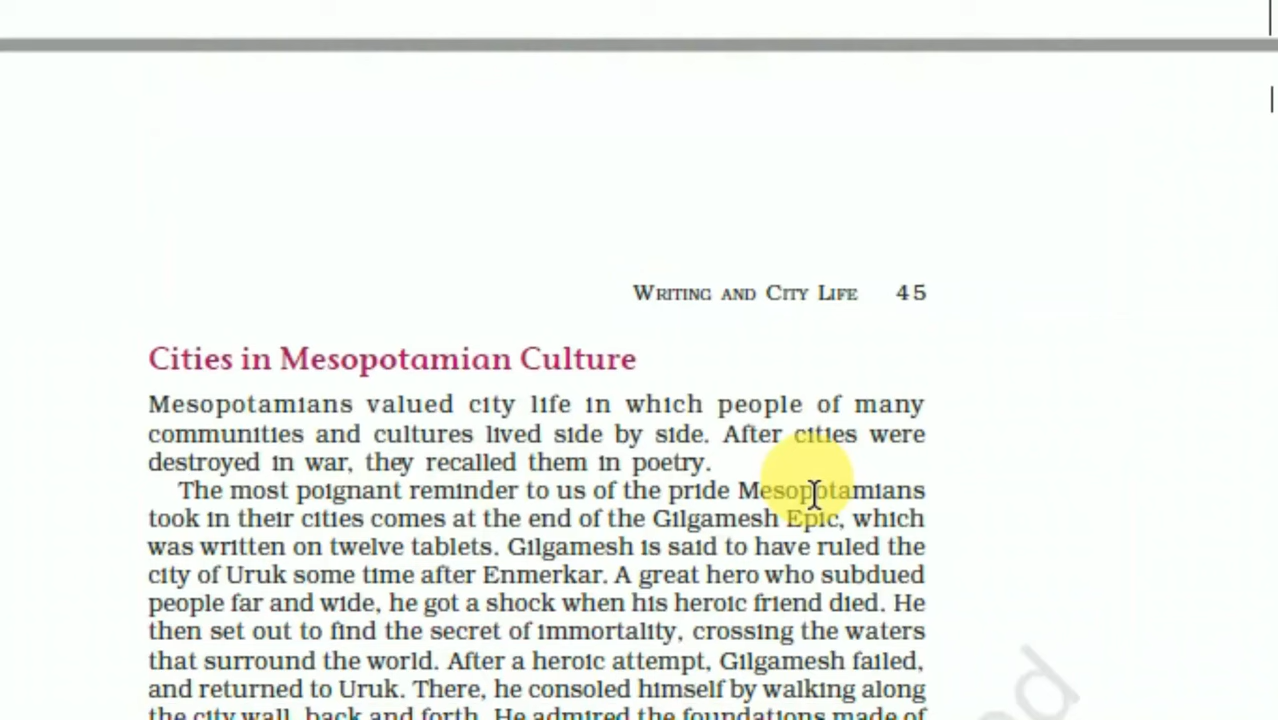 WRITING AND CITY LIFE 45
Cities in Mesopotamian Culture
Mesopotamians valued city life in which people of many
communities and cultures lived side by side. After cities were
destroyed in war, they recalled them in poetry.
The most poignant reminder to us of the pride Mesopotamians
took in their cities comes at the end of the Gilgamesh Epic, which
was written on twelve tablets. Gilgamesh is said to have ruled the
city of Uruk some time after Enmerkar. A great hero who subdued
people far and wide, he got a shock when his heroic friend died. He
then set out to find the secret of immortality, crossing the waters
that surround the world. After a heroic attempt, Gilgamesh failed,
and returned to Uruk. There, he consoled himself by walking along
the city wall, back and forth. He admired the foundations made of